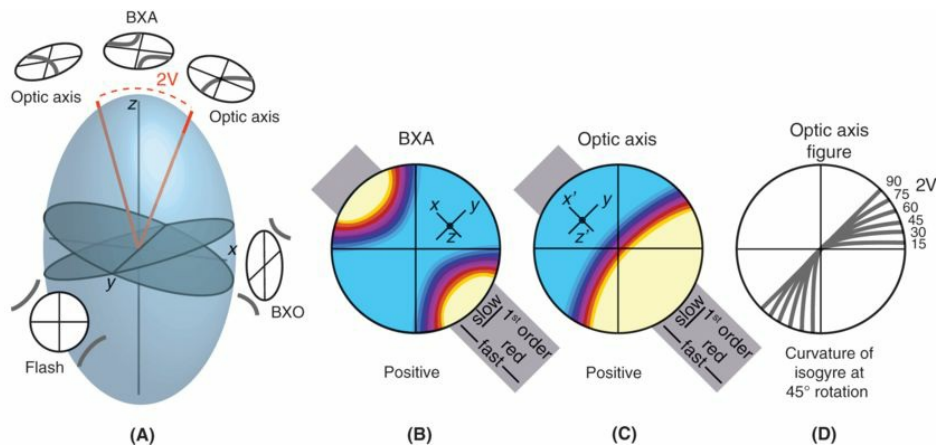 BXA
Optic axis
2V
Optic axis
z
x
y
BXO
Flash
(A)
BXA
x
y
z
slow
1st order
red
fast
Positive
(B)
Optic axis
x'
y
z'
slow
1st order
red
fast
Positive
(C)
Optic axis
figure
90 2V
75
60
45
30
15
Curvature of
isogyre at
45° rotation
(D)